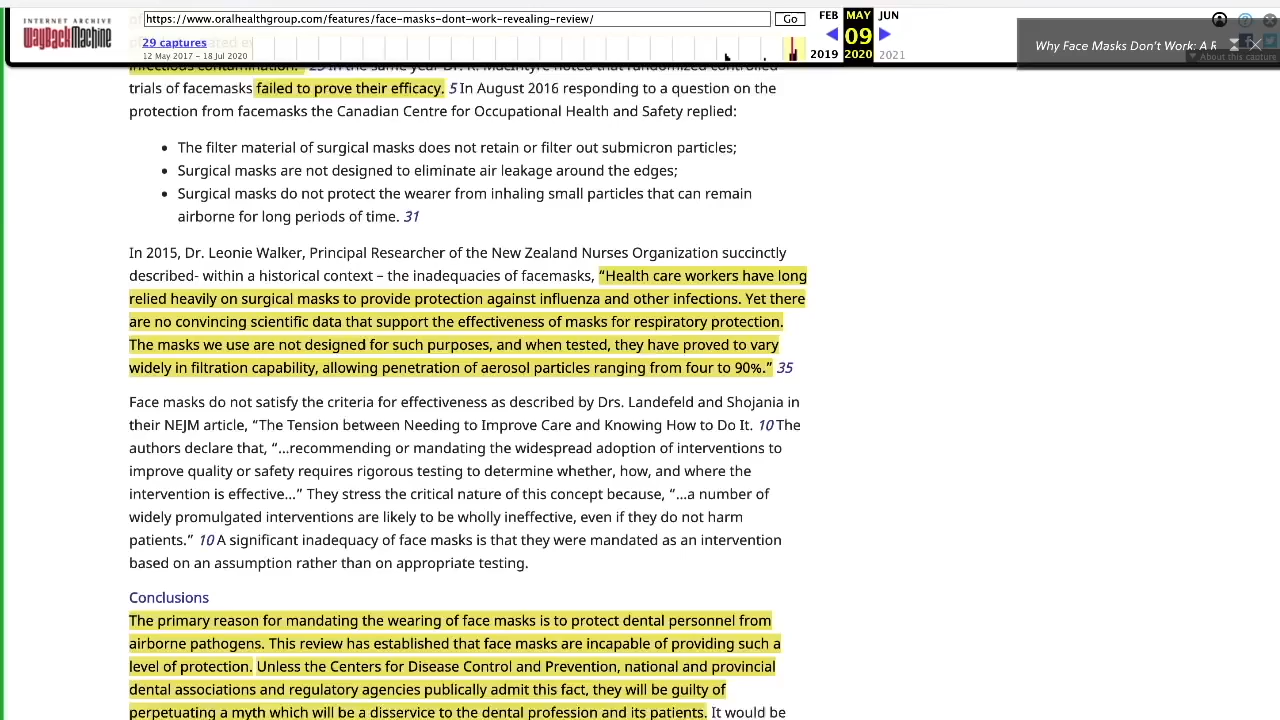 INTERNET ARCHIVE
WayBackMachine
https://www.oralhealthgroup.com/features/face-masks-dont-work-revealing-review/
Go
FEB MAY JUN
09
2019 2020 2021
29 captures
12 May 2017 – 18 Jul 2020
Why Face Masks Don't Work: A R
▼ About this capture
infectious contamination." 25 In the same year Dr. R. MacIntyre noted that randomized controlled
trials of facemasks failed to prove their efficacy. 5 In August 2016 responding to a question on the
protection from facemasks the Canadian Centre for Occupational Health and Safety replied:
• The filter material of surgical masks does not retain or filter out submicron particles;
• Surgical masks are not designed to eliminate air leakage around the edges;
• Surgical masks do not protect the wearer from inhaling small particles that can remain
airborne for long periods of time. 31
In 2015, Dr. Leonie Walker, Principal Researcher of the New Zealand Nurses Organization succinctly
described- within a historical context – the inadequacies of facemasks, “Health care workers have long
relied heavily on surgical masks to provide protection against influenza and other infections. Yet there
are no convincing scientific data that support the effectiveness of masks for respiratory protection.
The masks we use are not designed for such purposes, and when tested, they have proved to vary
widely in filtration capability, allowing penetration of aerosol particles ranging from four to 90%.” 35
Face masks do not satisfy the criteria for effectiveness as described by Drs. Landefeld and Shojania in
their NEJM article, “The Tension between Needing to Improve Care and Knowing How to Do It. 10 The
authors declare that, “…recommending or mandating the widespread adoption of interventions to
improve quality or safety requires rigorous testing to determine whether, how, and where the
intervention is effective…” They stress the critical nature of this concept because, “…a number of
widely promulgated interventions are likely to be wholly ineffective, even if they do not harm
patients.” 10 A significant inadequacy of face masks is that they were mandated as an intervention
based on an assumption rather than on appropriate testing.
Conclusions
The primary reason for mandating the wearing of face masks is to protect dental personnel from
airborne pathogens. This review has established that face masks are incapable of providing such a
level of protection. Unless the Centers for Disease Control and Prevention, national and provincial
dental associations and regulatory agencies publically admit this fact, they will be guilty of
perpetuating a myth which will be a disservice to the dental profession and its patients. It would be